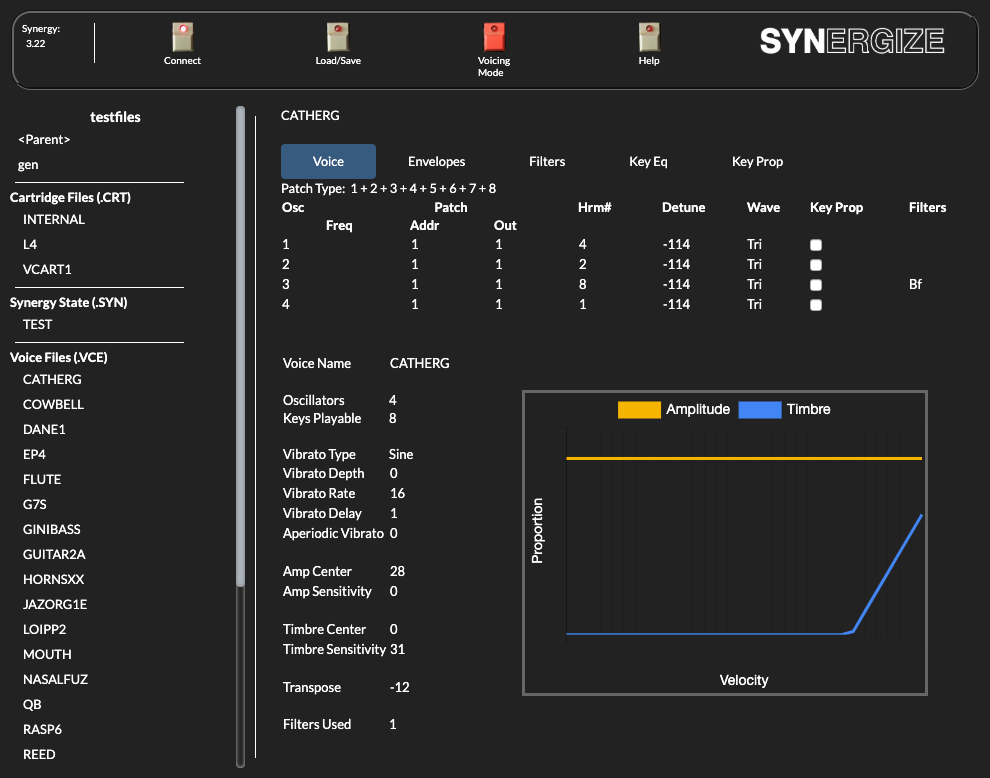 Synergy:
3.22
Connect
Load/Save
Voicing
Mode
Help
SYNERGIZE
testfiles
<Parent>
gen
Cartridge Files (.CRT)
INTERNAL
L4
VCART1
Synergy State (.SYN)
TEST
Voice Files (.VCE)
CATHERG
COWBELL
DANE1
EP4
FLUTE
G7S
GINIBASS
GUITAR2A
HORNSXX
JAZORG1E
LOIPP2
MOUTH
NASALFUZ
QB
RASP6
REED
CATHERG
Voice Envelopes Filters Key Eq Key Prop
Patch Type: 1 + 2 + 3 + 4 + 5 + 6 + 7 + 8
Osc Patch Hrm# Detune Wave Key Prop Filters
Freq Addr Out
1 1 1 4 -114 Tri
2 1 1 2 -114 Tri
3 1 1 8 -114 Tri Bf
4 1 1 1 -114 Tri
Voice Name CATHERG
Oscillators 4
Keys Playable 8
Vibrato Type Sine
Vibrato Depth 0
Vibrato Rate 16
Vibrato Delay 1
Aperiodic Vibrato 0
Amp Center 28
Amp Sensitivity 0
Timbre Center 0
Timbre Sensitivity 31
Transpose -12
Filters Used 1
Amplitude Timbre
Proportion
Velocity